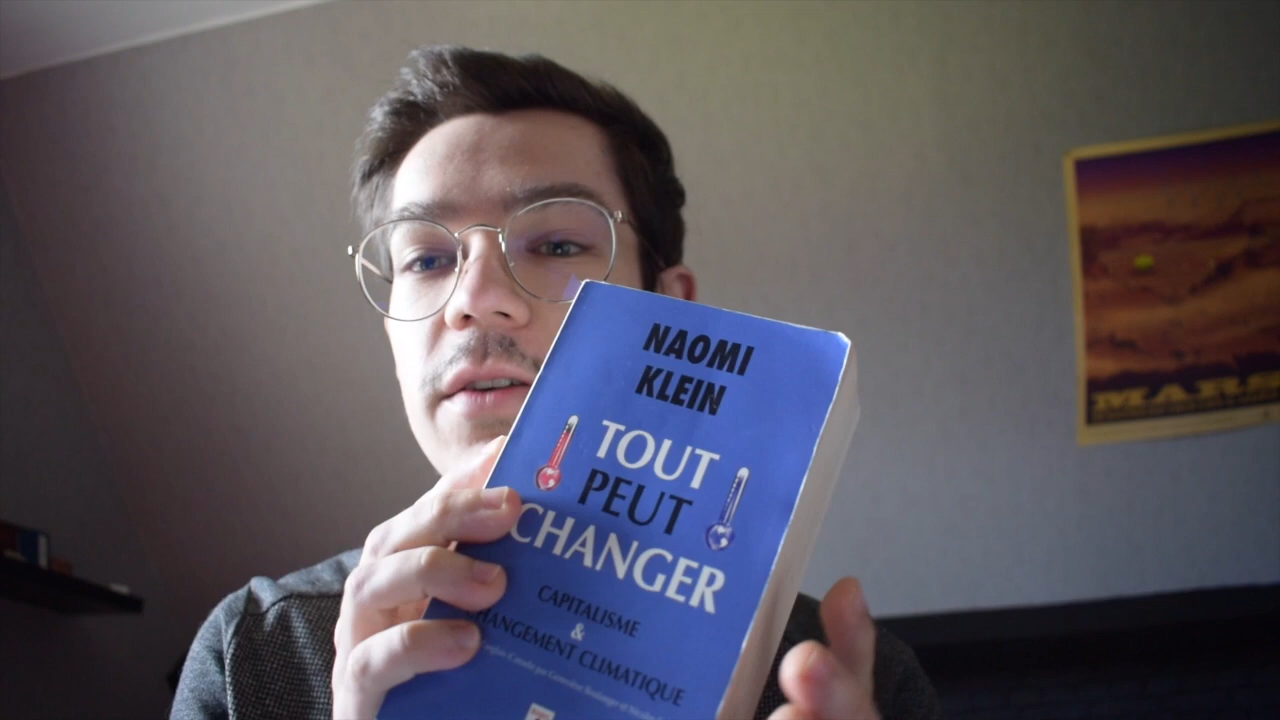 NAOMI
KLEIN
TOUT
PEUT
CHANGER
CAPITALISME
&
CHANGEMENT CLIMATIQUE
MARS